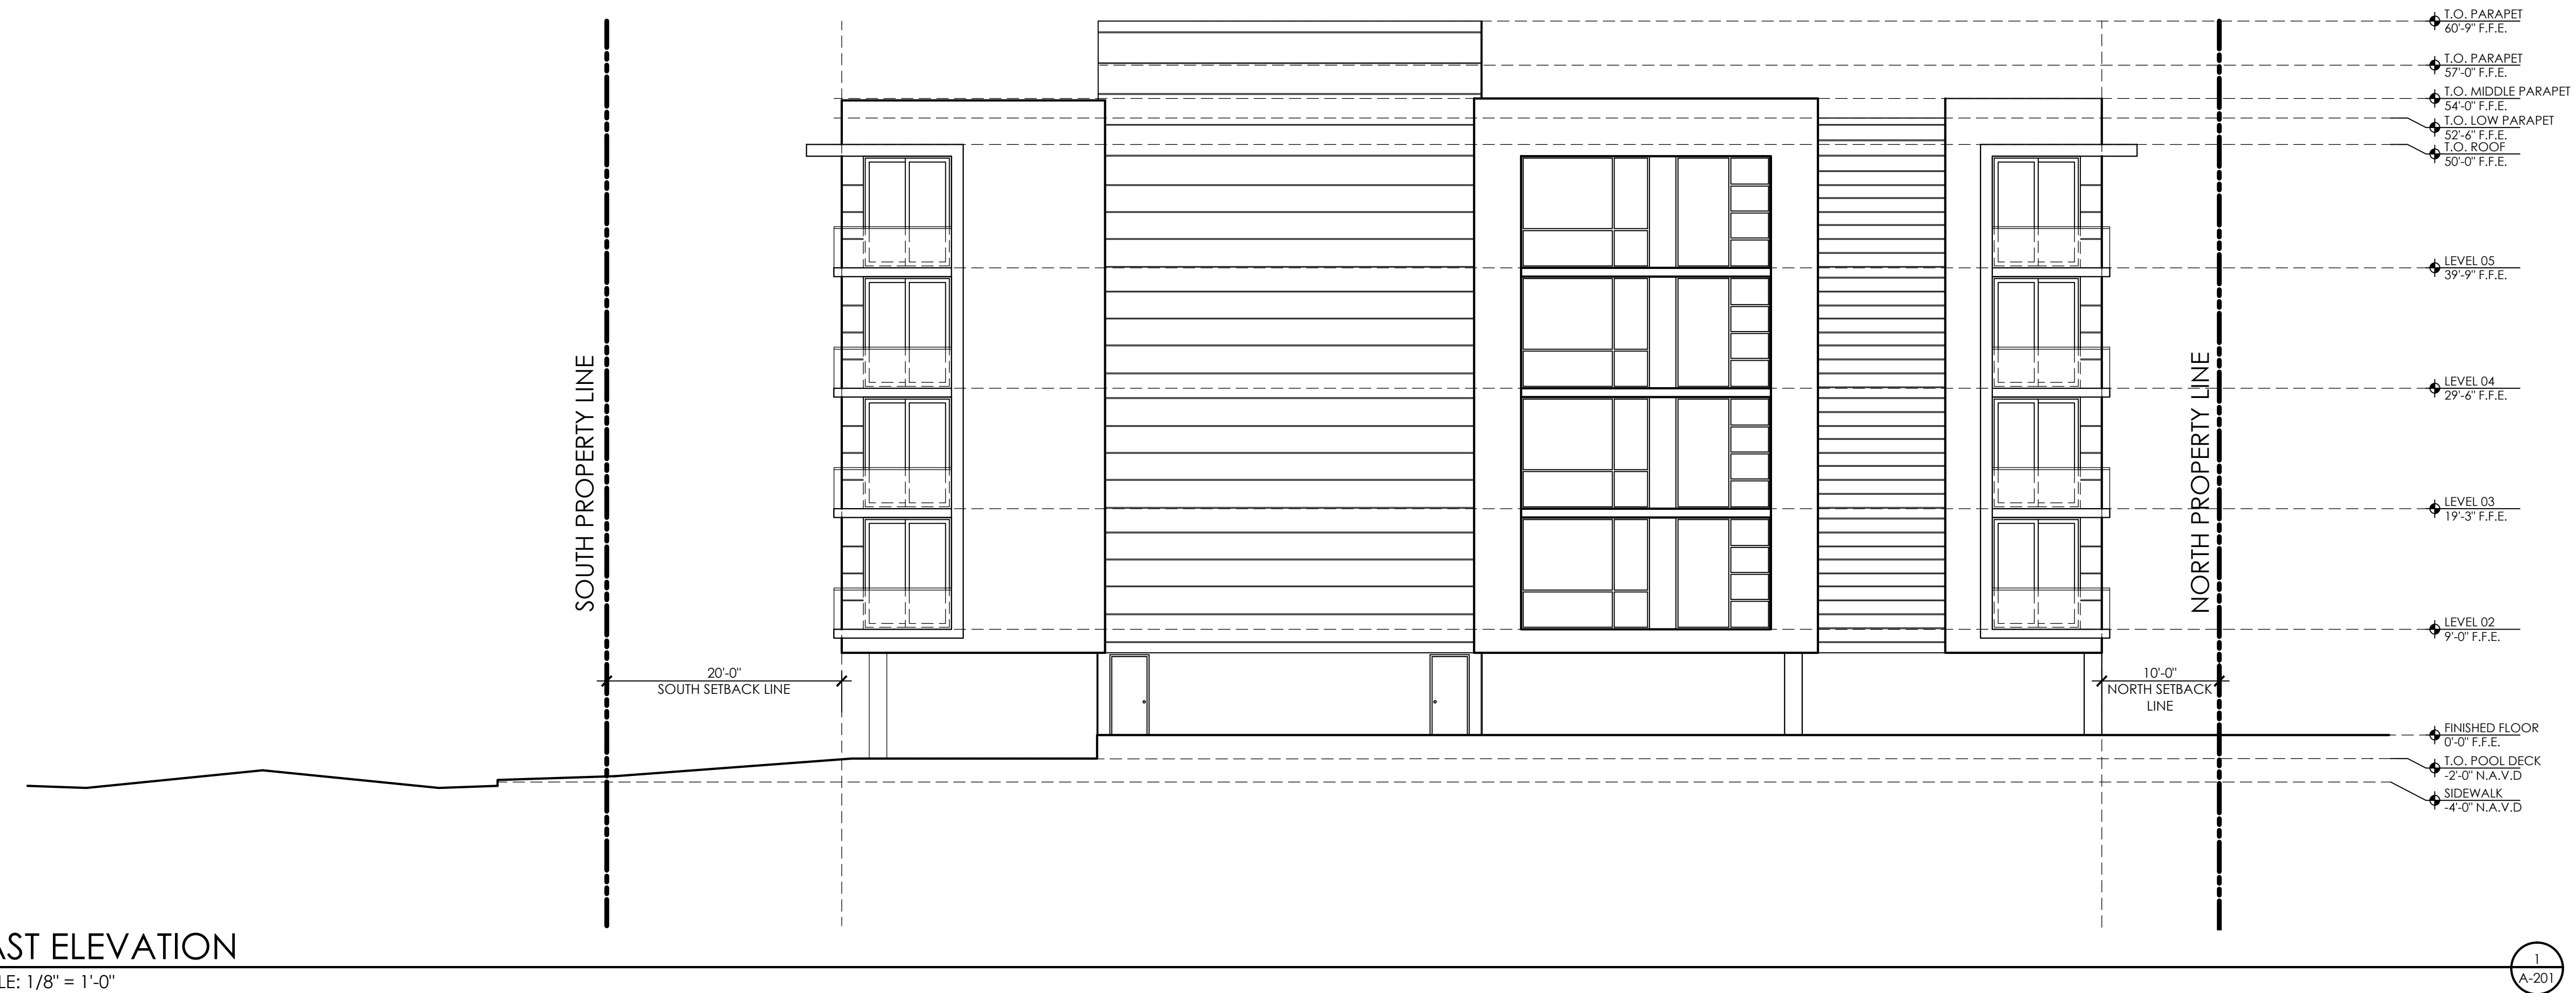 T.O. PARAPET
60'-9" F.F.E.
T.O. PARAPET
57'-0" F.F.E.
T.O. MIDDLE PARAPET
54'-0" F.F.E.
T.O. LOW PARAPET
52'-6" F.F.E.
T.O. ROOF
50'-0" F.F.E.
LEVEL 05
39'-9" F.F.E.
LEVEL 04
29'-6" F.F.E.
LEVEL 03
19'-3" F.F.E.
LEVEL 02
9'-0" F.F.E.
FINISHED FLOOR
0'-0" F.F.E.
T.O. POOL DECK
-2'-0" N.A.V.D
SIDEWALK
-4'-0" N.A.V.D
SOUTH PROPERTY LINE
NORTH PROPERTY LINE
20'-0"
SOUTH SETBACK LINE
10'-0"
NORTH SETBACK
LINE
AST ELEVATION
LE: 1/8" = 1'-0"
1
A-201